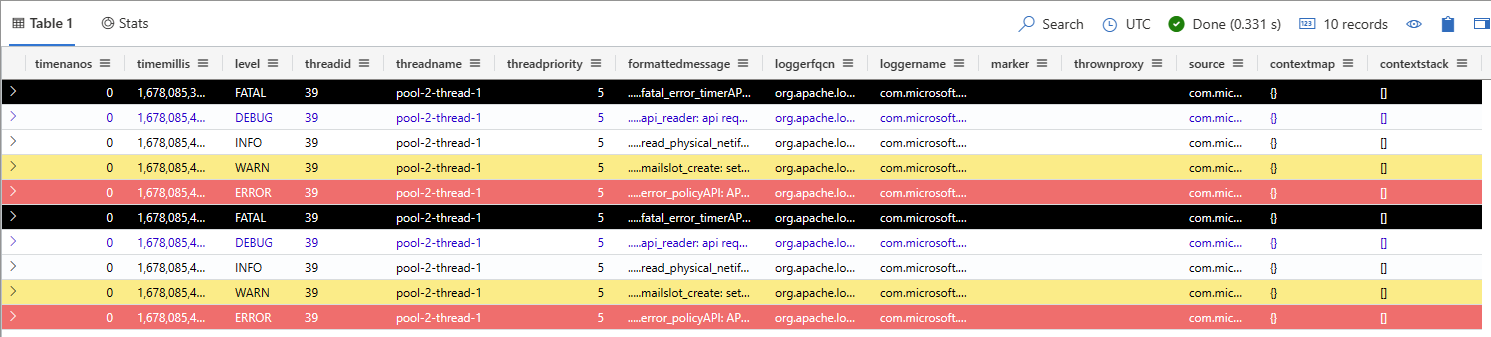 Table 1 Stats Search UTC Done (0.331 s) 123 10 records
timenanos timemillis level threadid threadname threadpriority formattedmessage loggerfqcn loggername marker thrownproxy source contextmap contextstack
0 1,678,085,3... FATAL 39 pool-2-thread-1 5 .....fatal_error_timerAP... org.apache.lo... com.microsoft.... com.mic... {} []
0 1,678,085,4... DEBUG 39 pool-2-thread-1 5 .....api_reader: api req... org.apache.lo... com.microsoft.... com.mic... {} []
0 1,678,085,4... INFO 39 pool-2-thread-1 5 .....read_physical_netif... org.apache.lo... com.microsoft.... com.mic... {} []
0 1,678,085,4... WARN 39 pool-2-thread-1 5 .....mailslot_create: set... org.apache.lo... com.microsoft.... com.mic... {} []
0 1,678,085,4... ERROR 39 pool-2-thread-1 5 .....error_policyAPI: AP... org.apache.lo... com.microsoft.... com.mic... {} []
0 1,678,085,4... FATAL 39 pool-2-thread-1 5 .....fatal_error_timerAP... org.apache.lo... com.microsoft.... com.mic... {} []
0 1,678,085,4... DEBUG 39 pool-2-thread-1 5 .....api_reader: api req... org.apache.lo... com.microsoft.... com.mic... {} []
0 1,678,085,4... INFO 39 pool-2-thread-1 5 .....read_physical_netif... org.apache.lo... com.microsoft.... com.mic... {} []
0 1,678,085,4... WARN 39 pool-2-thread-1 5 .....mailslot_create: set... org.apache.lo... com.microsoft.... com.mic... {} []
0 1,678,085,4... ERROR 39 pool-2-thread-1 5 .....error_policyAPI: AP... org.apache.lo... com.microsoft.... com.mic... {} []